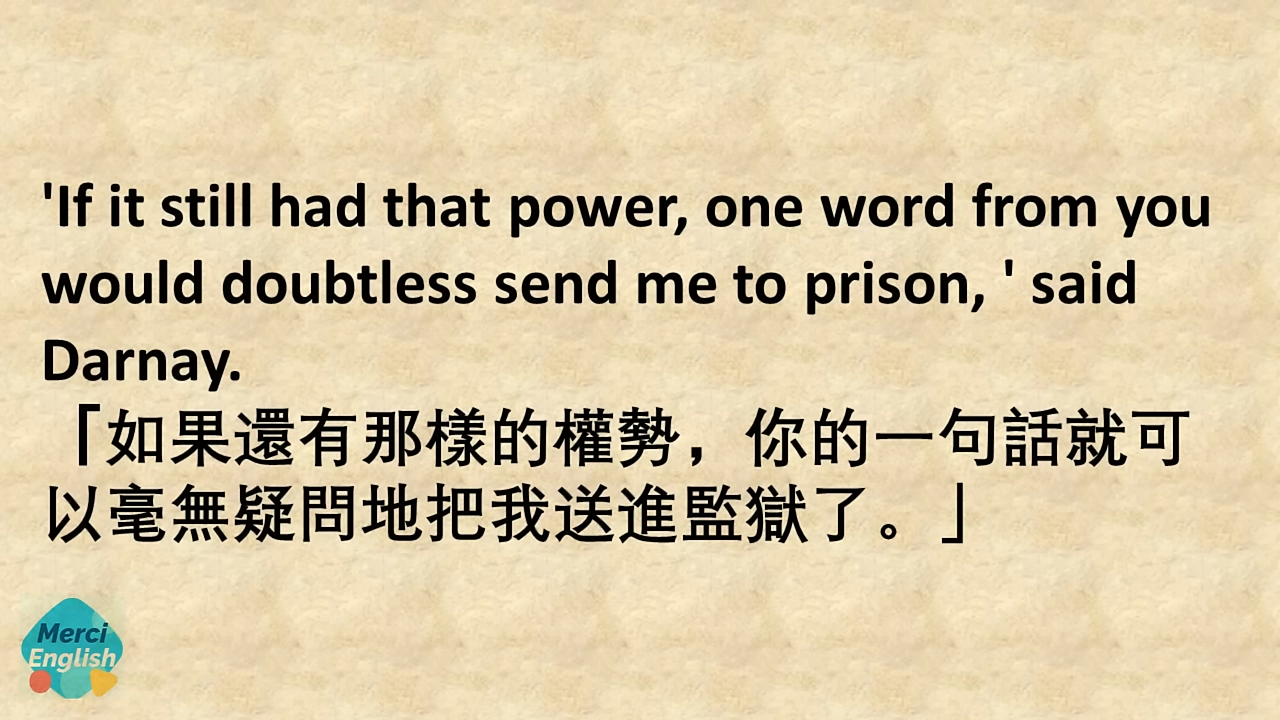 'If it still had that power, one word from you
would doubtless send me to prison, ' said
Darnay.
「如果還有那樣的權勢，你的一句話就可
以毫無疑問地把我送進監獄了。」
Merci
English